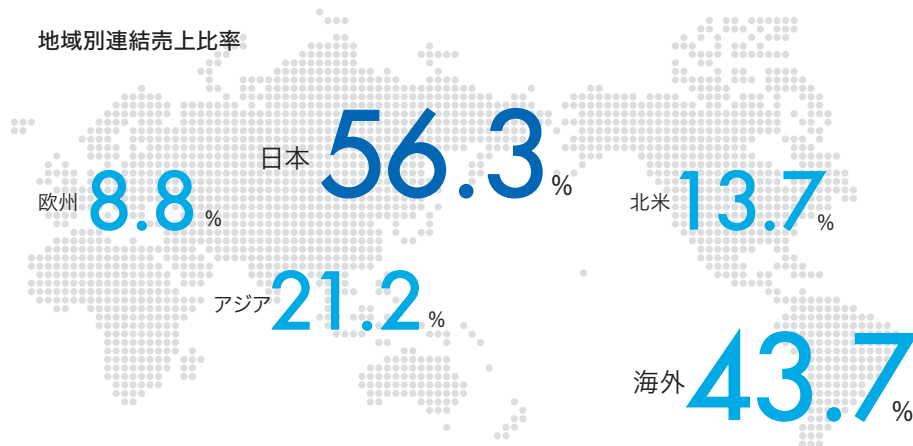 地域別連結売上比率
日本 56.3%
欧州 8.8%
北米 13.7%
アジア 21.2%
海外 43.7%